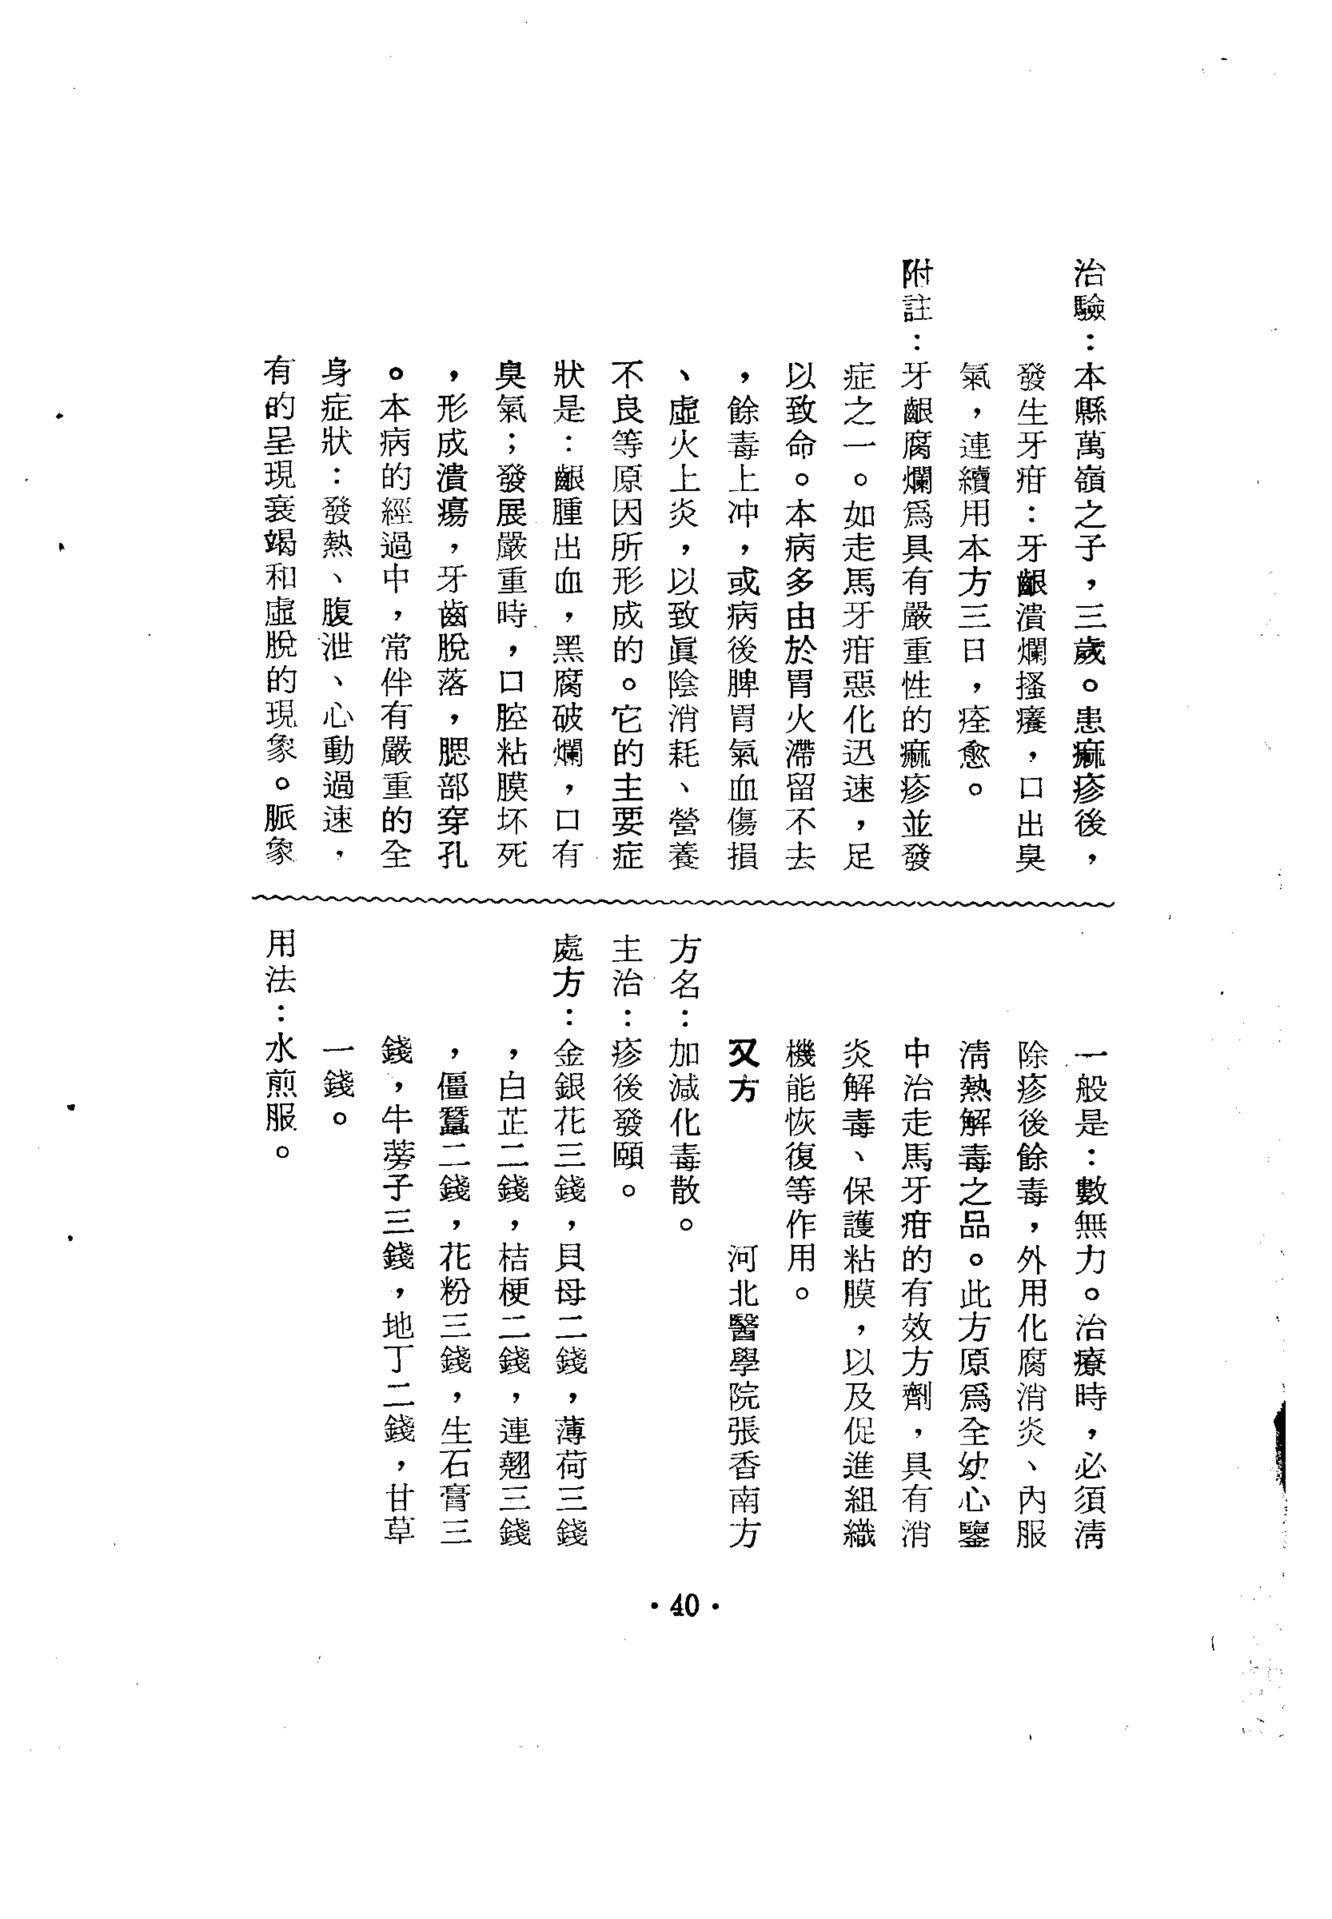 治驗：本縣萬嶺之子，三歲。患痲疹後，
發生牙疳：牙齦潰爛搔癢，口出臭
氣，連續用本方三日，痊愈。
附註：牙齦腐爛爲具有嚴重性的痲疹並發
症之一。如走馬牙疳惡化迅速，足
以致命。本病多由於胃火滯留不去
，餘毒上冲，或病後脾胃氣血傷損
、虛火上炎，以致眞陰消耗、營養
不良等原因所形成的。它的主要症
狀是：齦腫出血，黑腐破爛，口有
臭氣；發展嚴重時，口腔粘膜坏死
，形成潰瘍，牙齒脫落，腮部穿孔
。本病的經過中，常伴有嚴重的全
身症狀：發熱、腹泄、心動過速，
有的呈現衰竭和虛脫的現象。脈象
一般是：數無力。治療時，必須淸
除疹後餘毒，外用化腐消炎、內服
淸熱解毒之品。此方原爲全幼心鑒
中治走馬牙疳的有效方劑，具有消
炎解毒、保護粘膜，以及促進組織
機能恢復等作用。
又方 河北醫學院張香南方
方名：加減化毒散。
主治：疹後發頤。
處方：金銀花三錢，貝母二錢，薄荷三錢
，白芷二錢，桔梗二錢，連翹三錢
，僵蠶二錢，花粉三錢，生石膏三
錢，牛蒡子三錢，地丁二錢，甘草
一錢。
用法：水煎服。
·40·